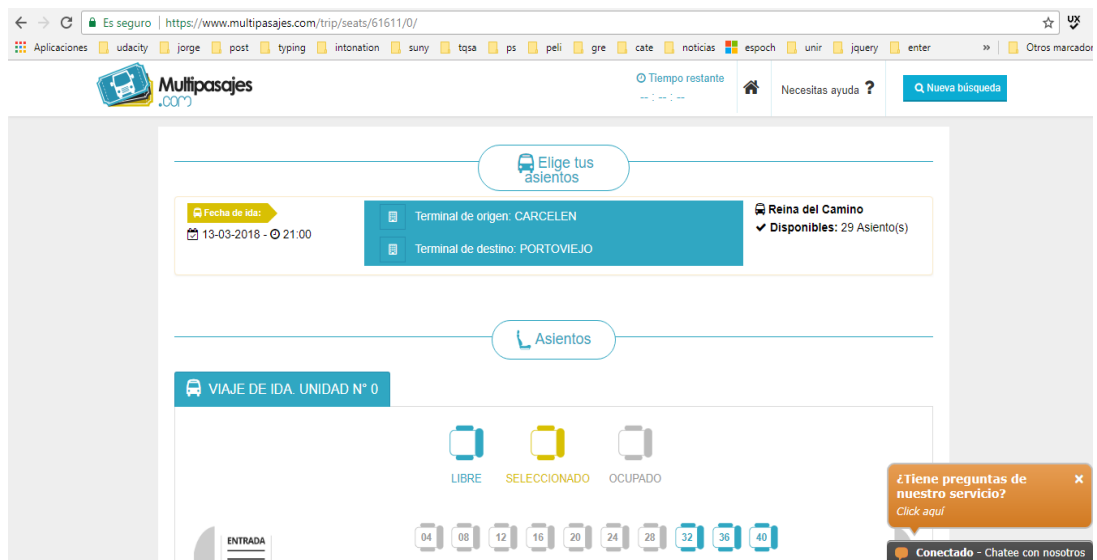 Es seguro | https://www.multipasajes.com/trip/seats/61611/0/
UX
Aplicaciones udacity jorge post typing intonation suny tqsa ps peli gre cate noticias espoch unir jquery enter » Otros marcador
Multipasajes
.com
Tiempo restante
-- : -- : --
Necesitas ayuda ?
Nueva búsqueda
Elige tus
asientos
Fecha de ida:
13-03-2018 - 21:00
Terminal de origen: CARCELEN
Terminal de destino: PORTOVIEJO
Reina del Camino
Disponibles: 29 Asiento(s)
Asientos
VIAJE DE IDA. UNIDAD N° 0
LIBRE SELECCIONADO OCUPADO
¿Tiene preguntas de
nuestro servicio?
x
Click aquí
ENTRADA
04 08 12 16 20 24 28 32 36 40
Conectado - Chatee con nosotros